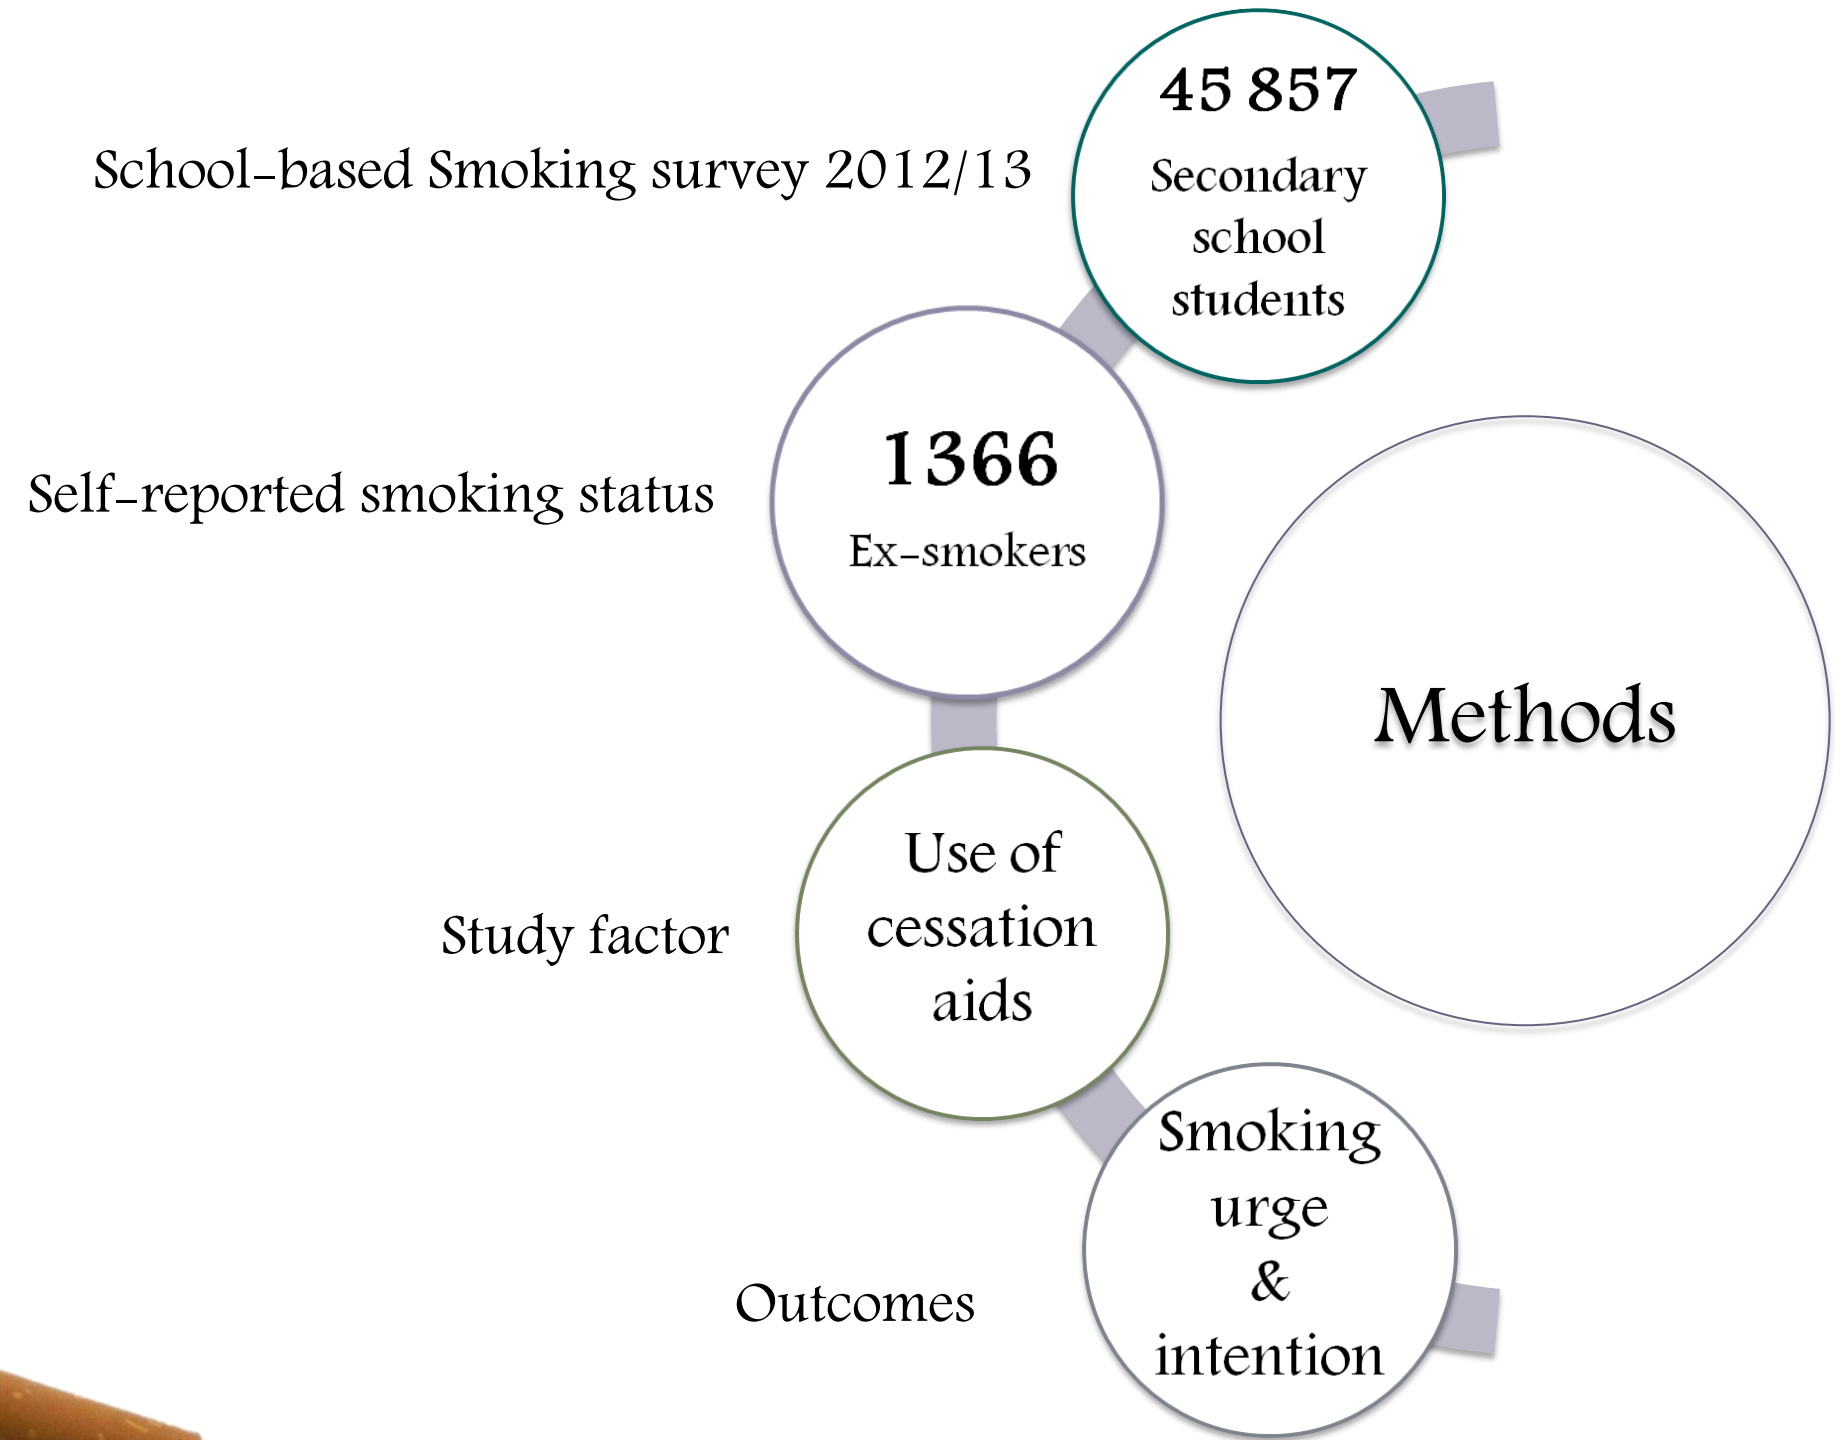 School-based Smoking survey 2012/13
45 857
Secondary
school
students
Self-reported smoking status
1366
Ex-smokers
Methods
Study factor
Use of
cessation
aids
Outcomes
Smoking
urge
&
intention